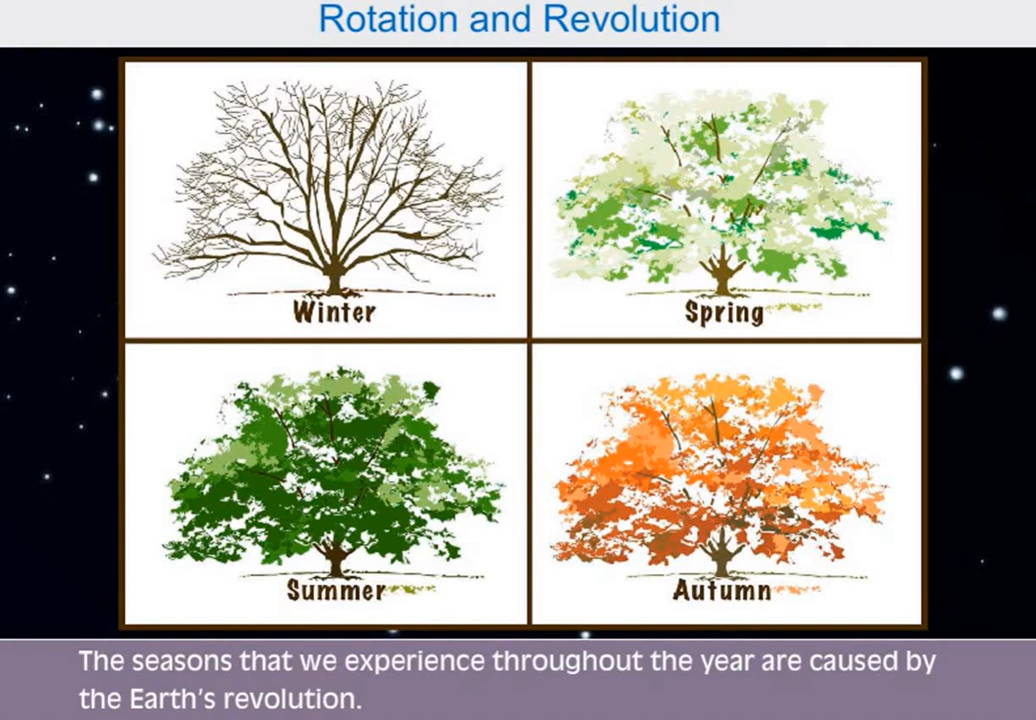 Rotation and Revolution
Winter
Spring
Summer
Autumn
The seasons that we experience throughout the year are caused by
the Earth's revolution.